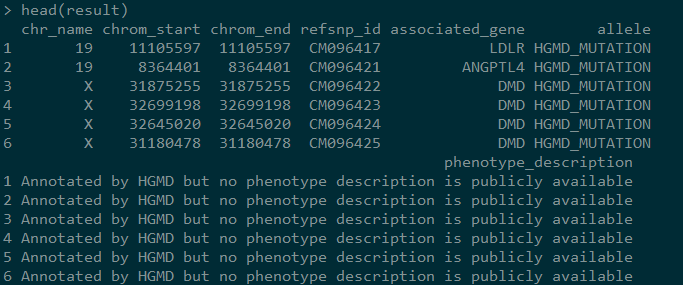 > head(result)
chr_name chrom_start chrom_end refsnp_id associated_gene allele
1 19 11105597 11105597 CM096417 LDLR HGMD_MUTATION
2 19 8364401 8364401 CM096421 ANGPTL4 HGMD_MUTATION
3 X 31875255 31875255 CM096422 DMD HGMD_MUTATION
4 X 32699198 32699198 CM096423 DMD HGMD_MUTATION
5 X 32645020 32645020 CM096424 DMD HGMD_MUTATION
6 X 31180478 31180478 CM096425 DMD HGMD_MUTATION
phenotype_description
1 Annotated by HGMD but no phenotype description is publicly available
2 Annotated by HGMD but no phenotype description is publicly available
3 Annotated by HGMD but no phenotype description is publicly available
4 Annotated by HGMD but no phenotype description is publicly available
5 Annotated by HGMD but no phenotype description is publicly available
6 Annotated by HGMD but no phenotype description is publicly available